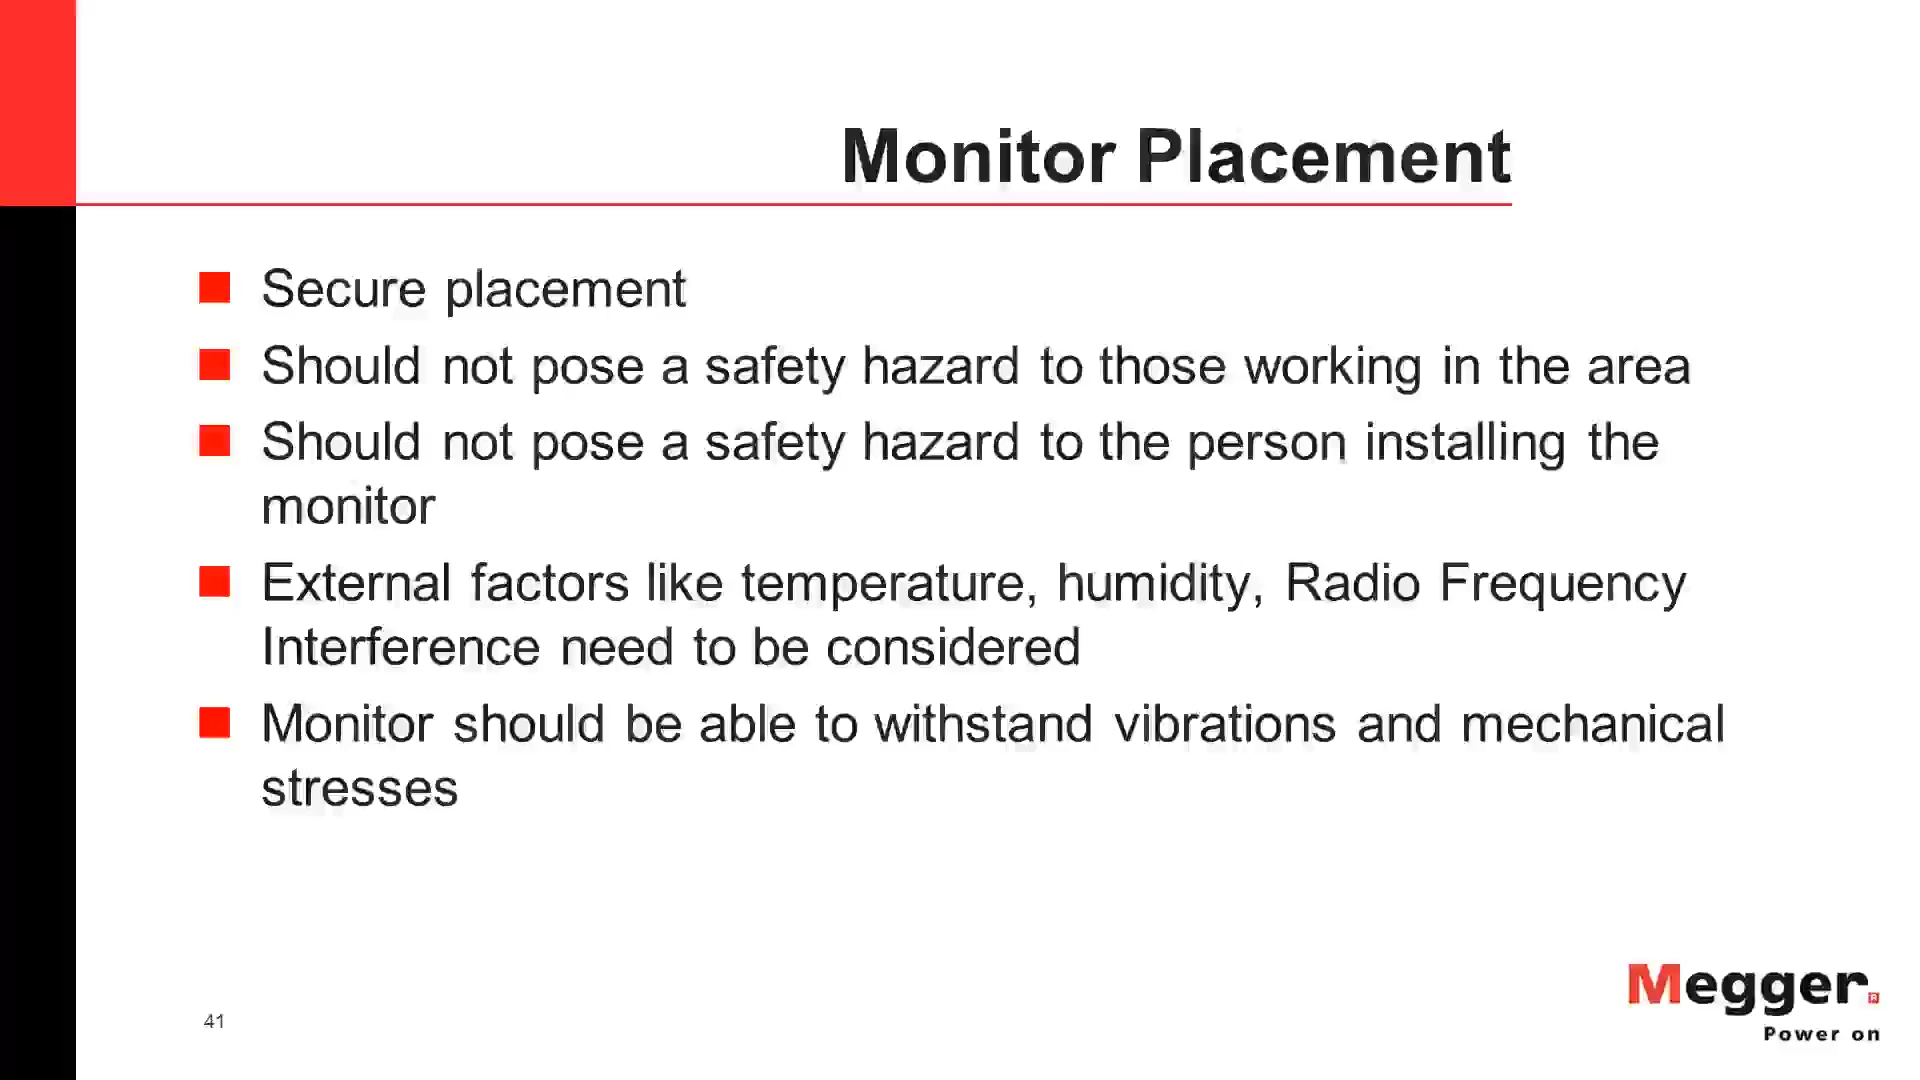 Monitor Placement
Secure placement
Should not pose a safety hazard to those working in the area
Should not pose a safety hazard to the person installing the
monitor
External factors like temperature, humidity, Radio Frequency
Interference need to be considered
Monitor should be able to withstand vibrations and mechanical
stresses
Megger®
Power on
41